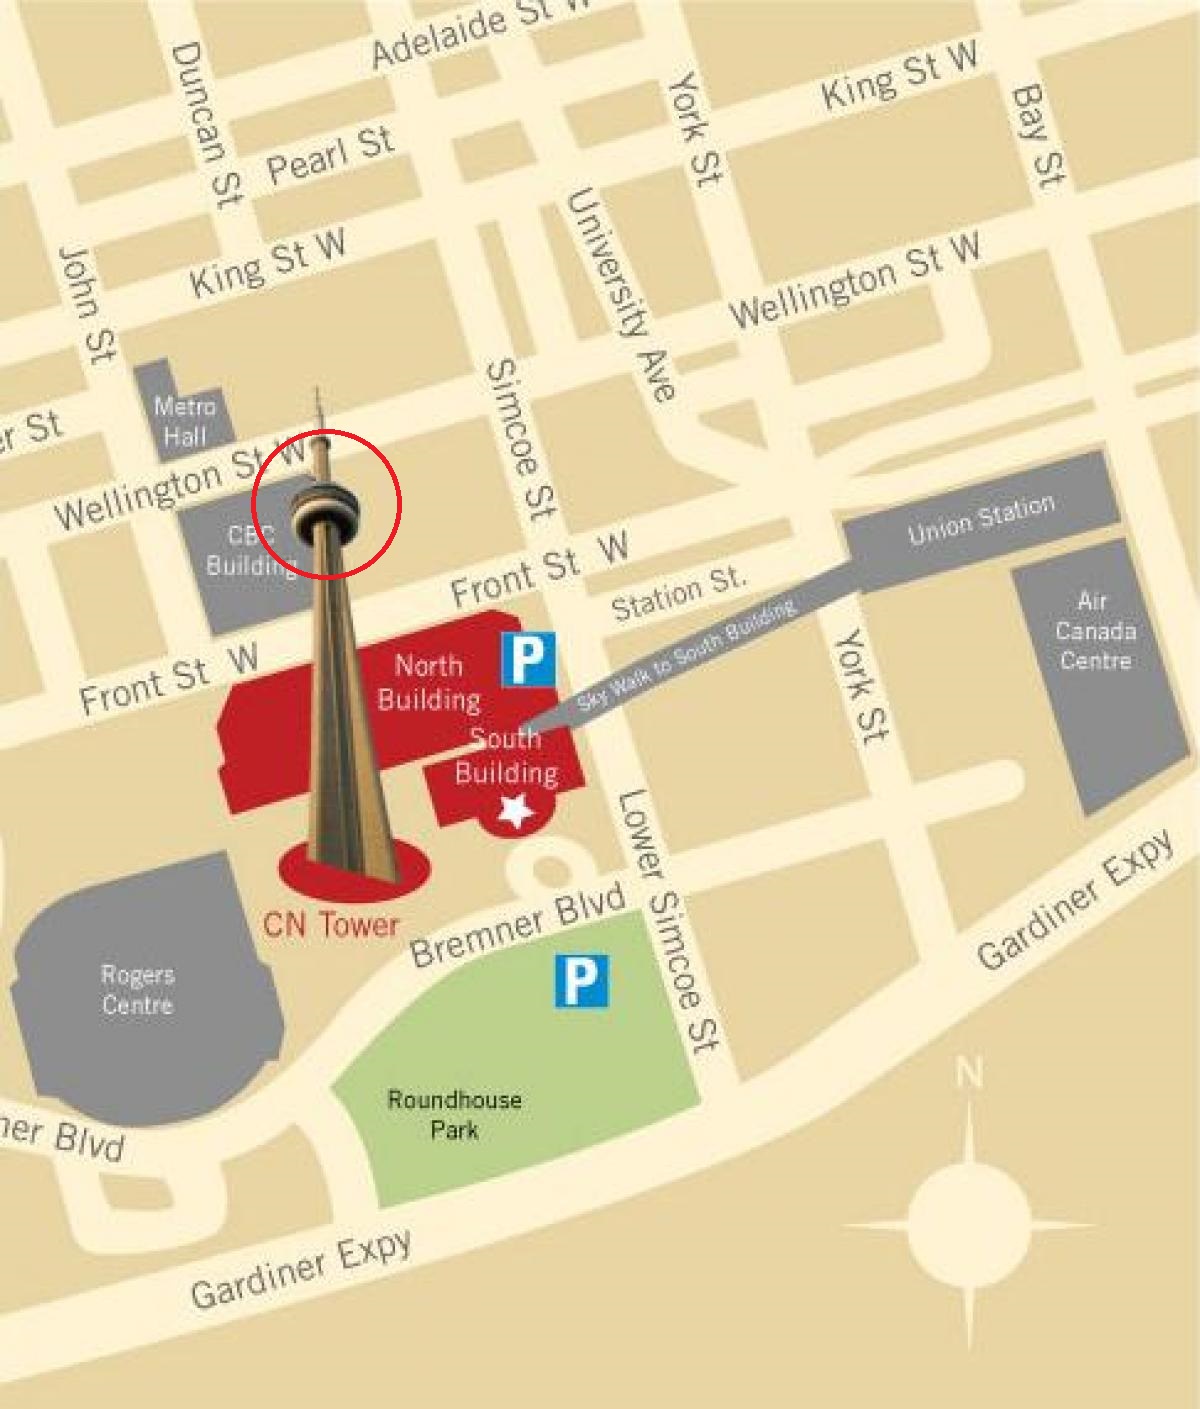 Adelaide St W
Duncan St
Pearl St
York St
King St W
Bay St
John St
King St W
University Ave
Wellington St W
Simcoe St
er St
Metro
Hall
Wellington St W
CBC
Building
Front St W
Front St W
Station St.
Union Station
Air
Canada
Centre
Sky Walk to South Building
North
Building
P
South
Building
York St
Lower Simcoe St
CN Tower
Bremner Blvd
Gardiner Expy
Rogers
Centre
P
Roundhouse
Park
ner Blvd
N
Gardiner Expy